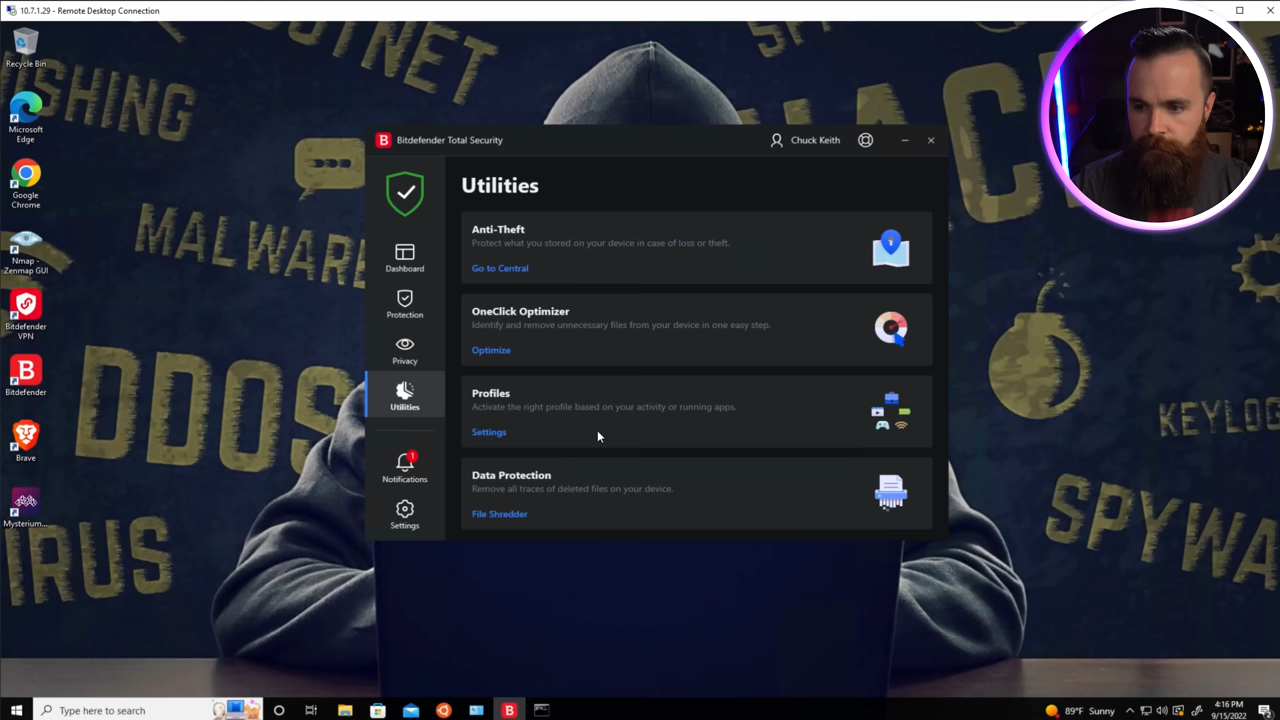 10.7.1.29 - Remote Desktop Connection
Recycle Bin
Microsoft
Edge
Google
Chrome
Nmap -
Zenmap GUI
Bitdefender
VPN
Bitdefender
Brave
Mysterium...
MALWARE
DDOS
VIRUS
KEYLOG
SPYWA
B
Bitdefender Total Security
Chuck Keith
Dashboard
Protection
Privacy
Utilities
1
Notifications
Settings
Utilities
Anti-Theft
Protect what you stored on your device in case of loss or theft.
Go to Central
OneClick Optimizer
Identify and remove unnecessary files from your device in one easy step.
Optimize
Profiles
Activate the right profile based on your activity or running apps.
Settings
Data Protection
Remove all traces of deleted files on your device.
File Shredder
Type here to search
B
89°F Sunny
4:16 PM
9/15/2022